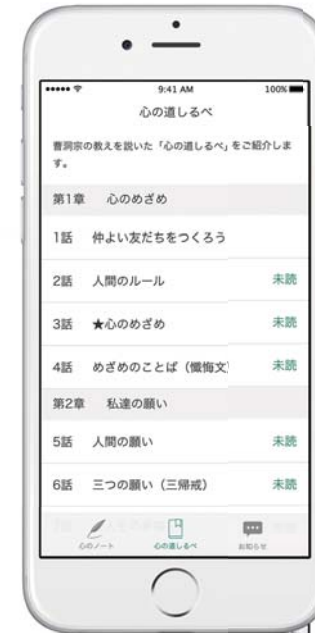 9:41 AM 100%
心の道しるべ
曹洞宗の教えを説いた「心の道しるべ」をご紹介しま
す。
第1章 心のめざめ
1話 仲よい友だちをつくろう
2話 人間のルール 未読
3話 ★心のめざめ 未読
4話 めざめのことば（懺悔文） 未読
第2章 私達の願い
5話 人間の願い 未読
6話 三つの願い（三帰戒） 未読
心のノート 心の道しるべ お知らせ